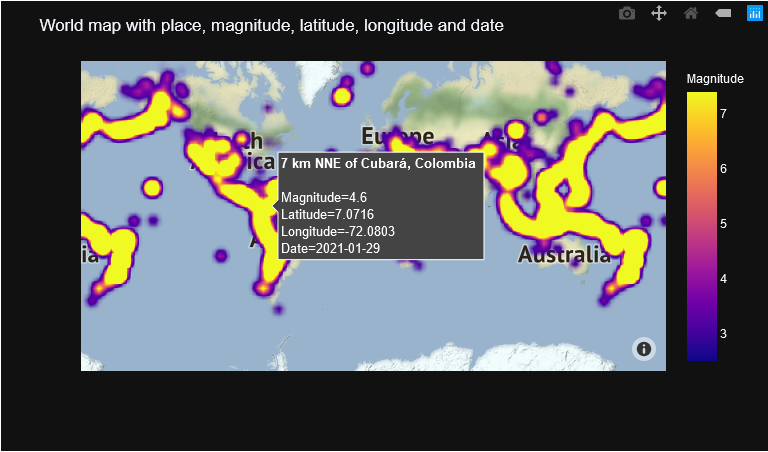 World map with place, magnitude, latitude, longitude and date
Magnitude
7
6
5
4
3
Europe
7 km NNE of Cubará, Colombia
Magnitude=4.6
Latitude=7.0716
Longitude=-72.0803
Date=2021-01-29
Australia